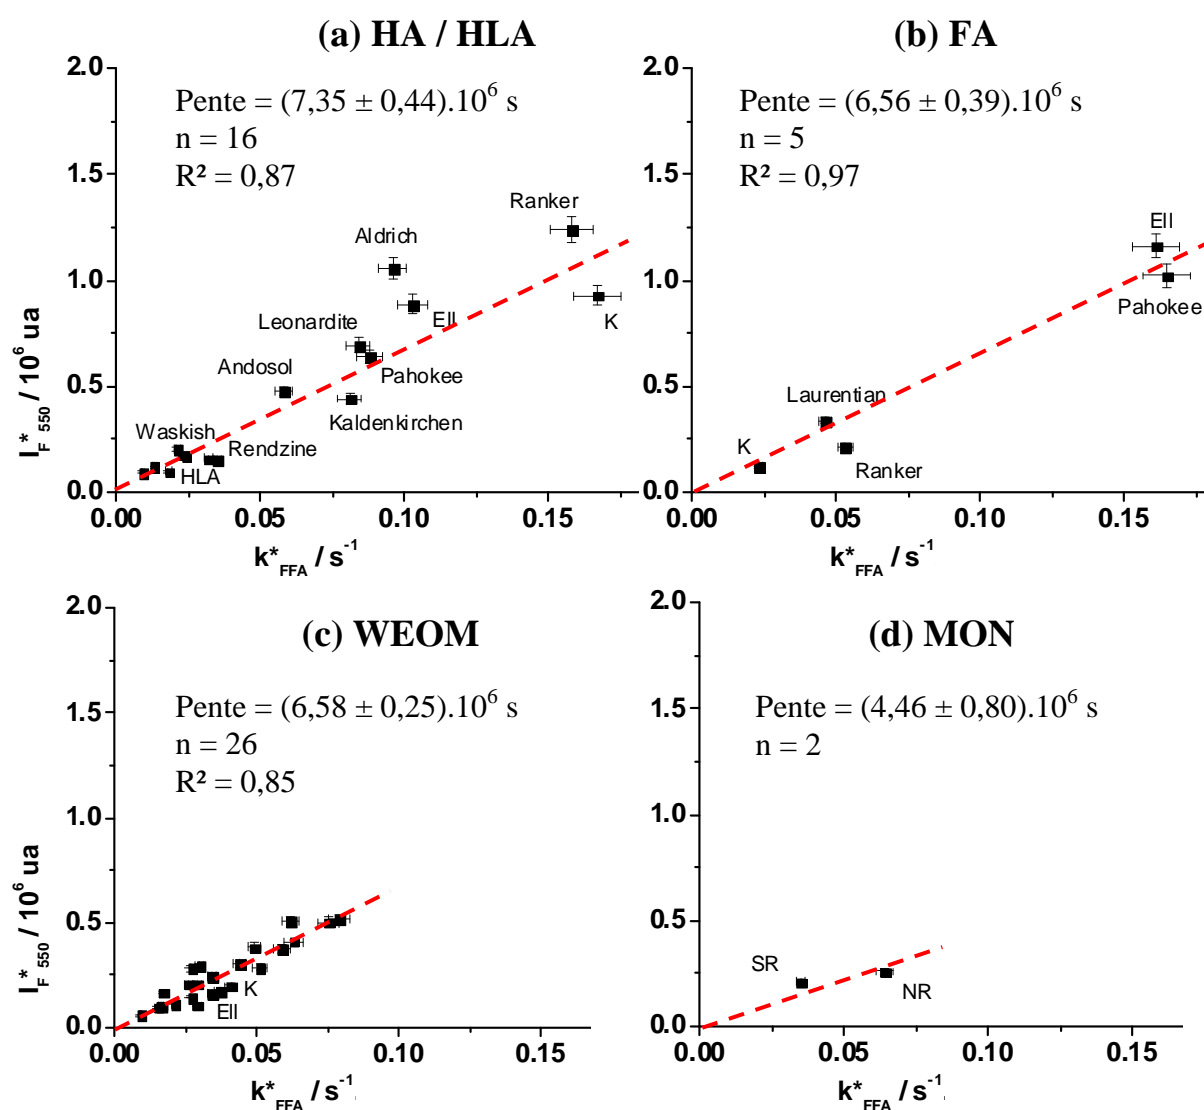 (a) HA / HLA
Pente = (7,35 ± 0,44).10⁶ s
n = 16
R² = 0,87
2.0
1.5
1.0
0.5
0.0
I*F 550 / 10⁶ ua
Ranker
Aldrich
K
Ell
Leonardite
Andosol
Pahokee
Kaldenkirchen
Waskish
Rendzine
HLA
0.00 0.05 0.10 0.15
k*FFA / s⁻¹
(b) FA
Pente = (6,56 ± 0,39).10⁶ s
n = 5
R² = 0,97
2.0
1.5
1.0
0.5
0.0
Ell
Pahokee
Laurentian
K
Ranker
0.00 0.05 0.10 0.15
k*FFA / s⁻¹
(c) WEOM
Pente = (6,58 ± 0,25).10⁶ s
n = 26
R² = 0,85
2.0
1.5
1.0
0.5
0.0
I*F 550 / 10⁶ ua
K
Ell
0.00 0.05 0.10 0.15
k*FFA / s⁻¹
(d) MON
Pente = (4,46 ± 0,80).10⁶ s
n = 2
2.0
1.5
1.0
0.5
0.0
SR
NR
0.00 0.05 0.10 0.15
k*FFA / s⁻¹